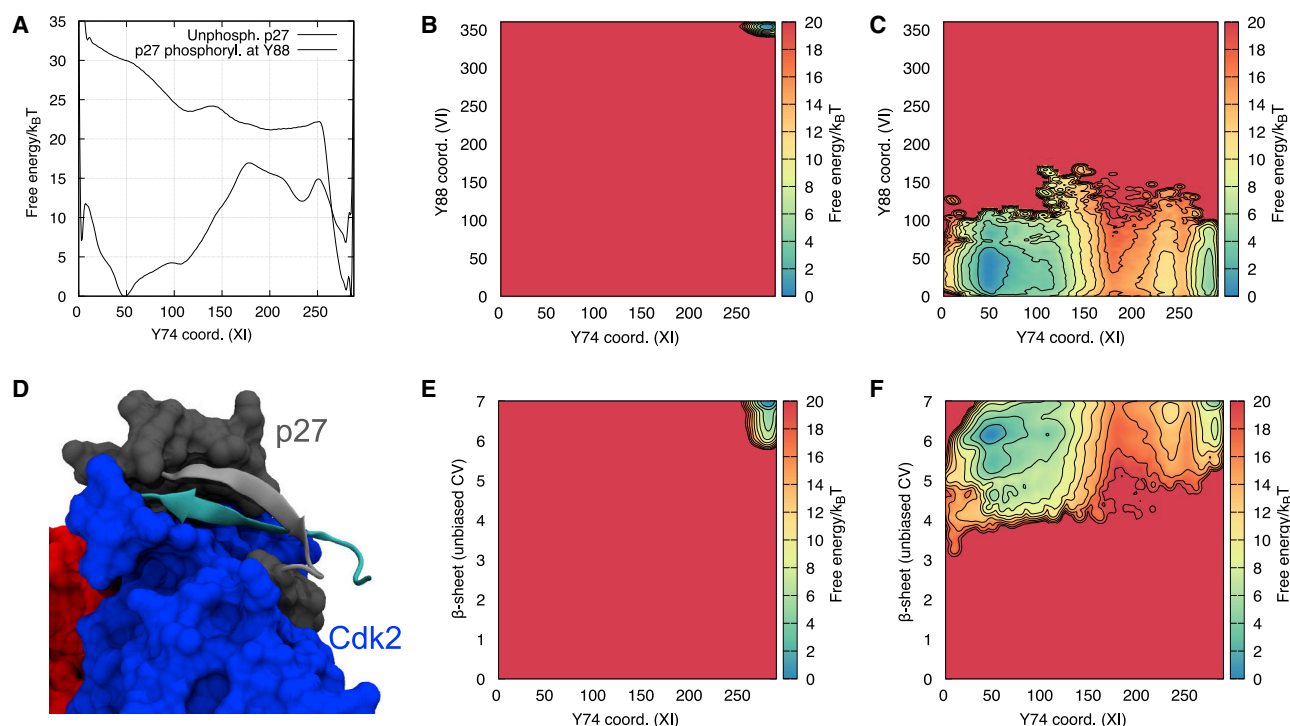 A
Unphosph. p27
p27 phosphoryl. at Y88
Free energy/kBT
35
30
25
20
15
10
5
0
0 50 100 150 200 250
Y74 coord. (XI)
B
Y88 coord. (VI)
350
300
250
200
150
100
50
0
0 50 100 150 200 250
Y74 coord. (XI)
20
18
16
14
12
10
8
6
4
2
0
Free energy/kBT
C
Y88 coord. (VI)
350
300
250
200
150
100
50
0
0 50 100 150 200 250
Y74 coord. (XI)
20
18
16
14
12
10
8
6
4
2
0
Free energy/kBT
D
p27
Cdk2
E
β-sheet (unbiased CV)
7
6
5
4
3
2
1
0
0 50 100 150 200 250
Y74 coord. (XI)
20
18
16
14
12
10
8
6
4
2
0
Free energy/kBT
F
β-sheet (unbiased CV)
7
6
5
4
3
2
1
0
0 50 100 150 200 250
Y74 coord. (XI)
20
18
16
14
12
10
8
6
4
2
0
Free energy/kBT